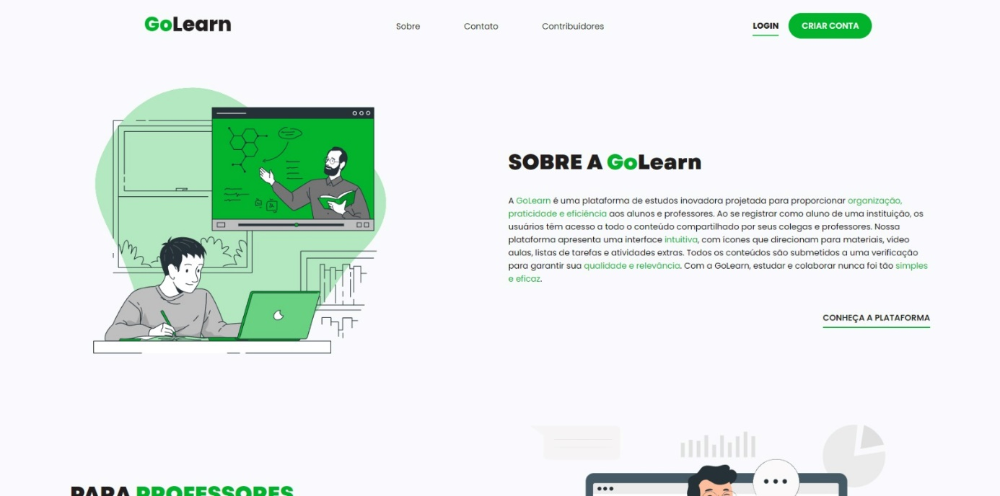 GoLearn
Sobre
Contato
Contribuidores
LOGIN
CRIAR CONTA
SOBRE A GoLearn
A GoLearn é uma plataforma de estudos inovadora projetada para proporcionar organização,
praticidade e eficiência aos alunos e professores. Ao se registrar como aluno de uma instituição, os
usuários têm acesso a todo o conteúdo compartilhado por seus colegas e professores. Nossa
plataforma apresenta uma interface intuitiva, com ícones que direcionam para materiais, vídeo
aulas, listas de tarefas e atividades extras. Todos os conteúdos são submetidos a uma verificação
para garantir sua qualidade e relevância. Com a GoLearn, estudar e colaborar nunca foi tão simples
e eficaz.
CONHEÇA A PLATAFORMA
PARA PROFESSORES